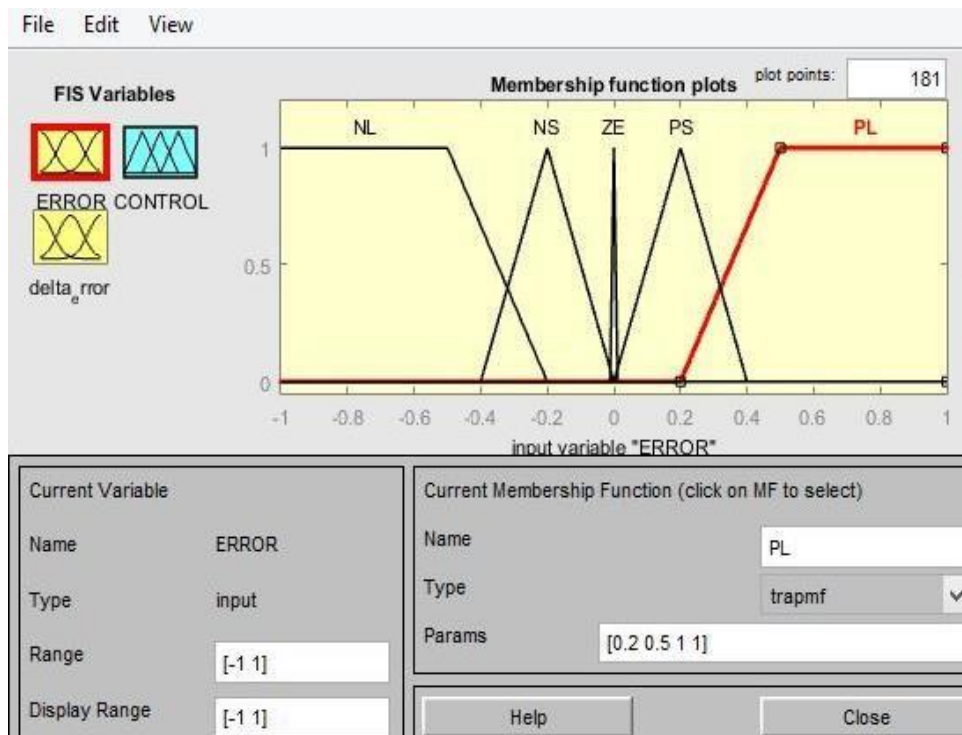 File Edit View
FIS Variables
Membership function plots
plot points:
181
NL NS ZE PS PL
1
ERROR CONTROL
0.5
delta_error
0
-1 -0.8 -0.6 -0.4 -0.2 0 0.2 0.4 0.6 0.8 1
input variable "ERROR"
Current Variable
Name ERROR
Type input
Range [-1 1]
Display Range [-1 1]
Current Membership Function (click on MF to select)
Name PL
Type trapmf
Params [0.2 0.5 1 1]
Help Close